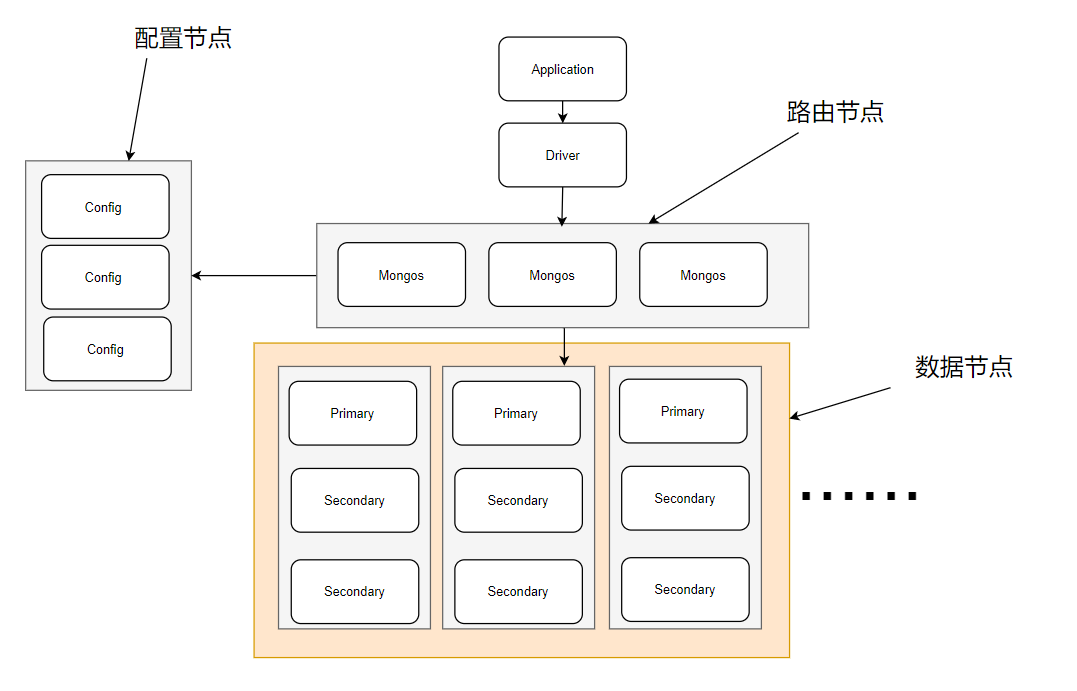 配置节点
Application
路由节点
Driver
Config
Config
Config
Mongos
Mongos
Mongos
数据节点
Primary
Primary
Primary
Secondary
Secondary
Secondary
Secondary
Secondary
Secondary
······